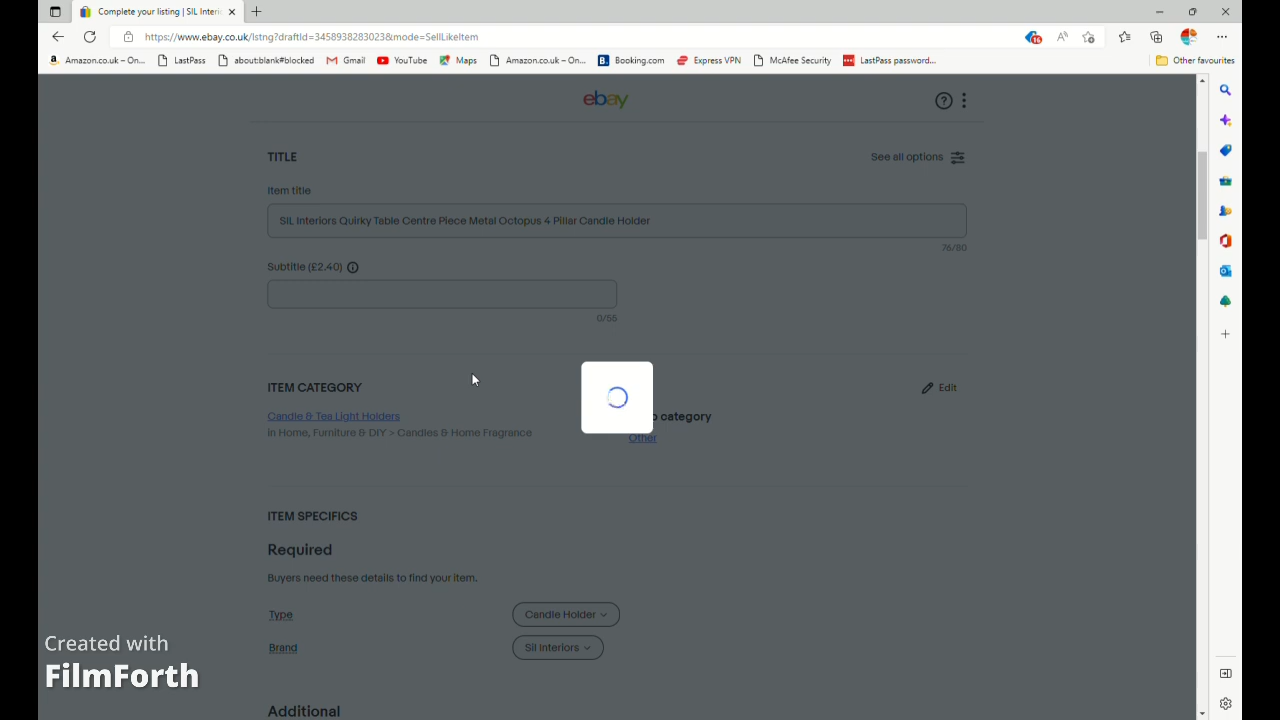 Complete your listing | SIL Interi
https://www.ebay.co.uk/lstng?draftId=3458938283023&mode=SellLikeItem
16
Amazon.co.uk – On...
LastPass
about:blank#blocked
Gmail
YouTube
Maps
Amazon.co.uk – On...
Booking.com
Express VPN
McAfee Security
LastPass password...
Other favourites
ebay
TITLE
See all options
Item title
SIL Interiors Quirky Table Centre Piece Metal Octopus 4 Pillar Candle Holder
76/80
Subtitle (£2.40)
0/55
ITEM CATEGORY
Edit
Candle & Tea Light Holders
category
in Home, Furniture & DIY > Candles & Home Fragrance
Other
ITEM SPECIFICS
Required
Buyers need these details to find your item.
Type
Candle Holder
Brand
Sil Interiors
Additional
Created with
FilmForth